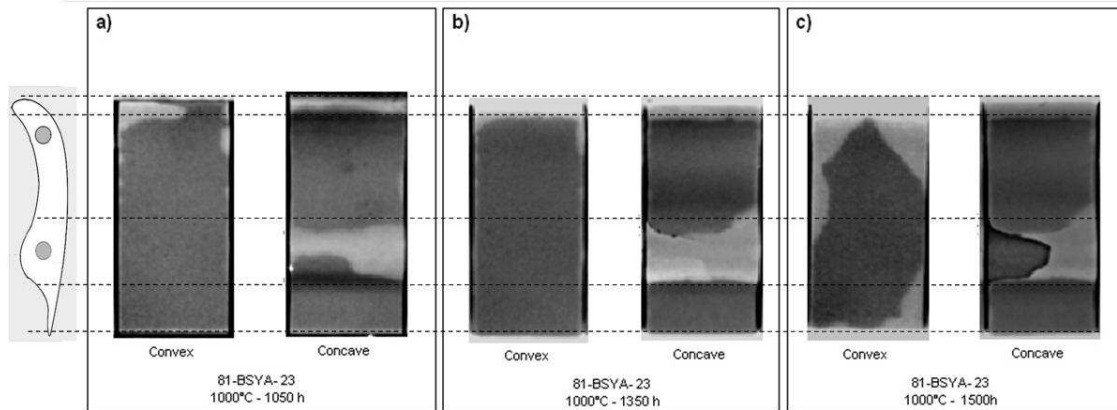 a)
Convex
Concave
81-BSYA- 23
1000°C - 1050 h
b)
Convex
Concave
81-BSYA- 23
1000°C - 1350 h
c)
Convex
Concave
81-BSYA- 23
1000°C - 1500h